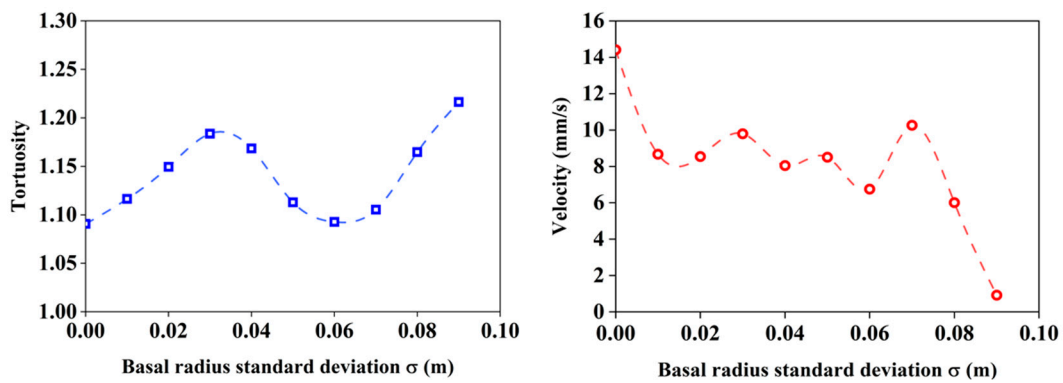 1.30
1.25
1.20
1.15
1.10
1.05
1.00
Tortuosity
0.00 0.02 0.04 0.06 0.08 0.10
Basal radius standard deviation σ (m)
16
14
12
10
8
6
4
2
0
Velocity (mm/s)
0.00 0.02 0.04 0.06 0.08 0.10
Basal radius standard deviation σ (m)